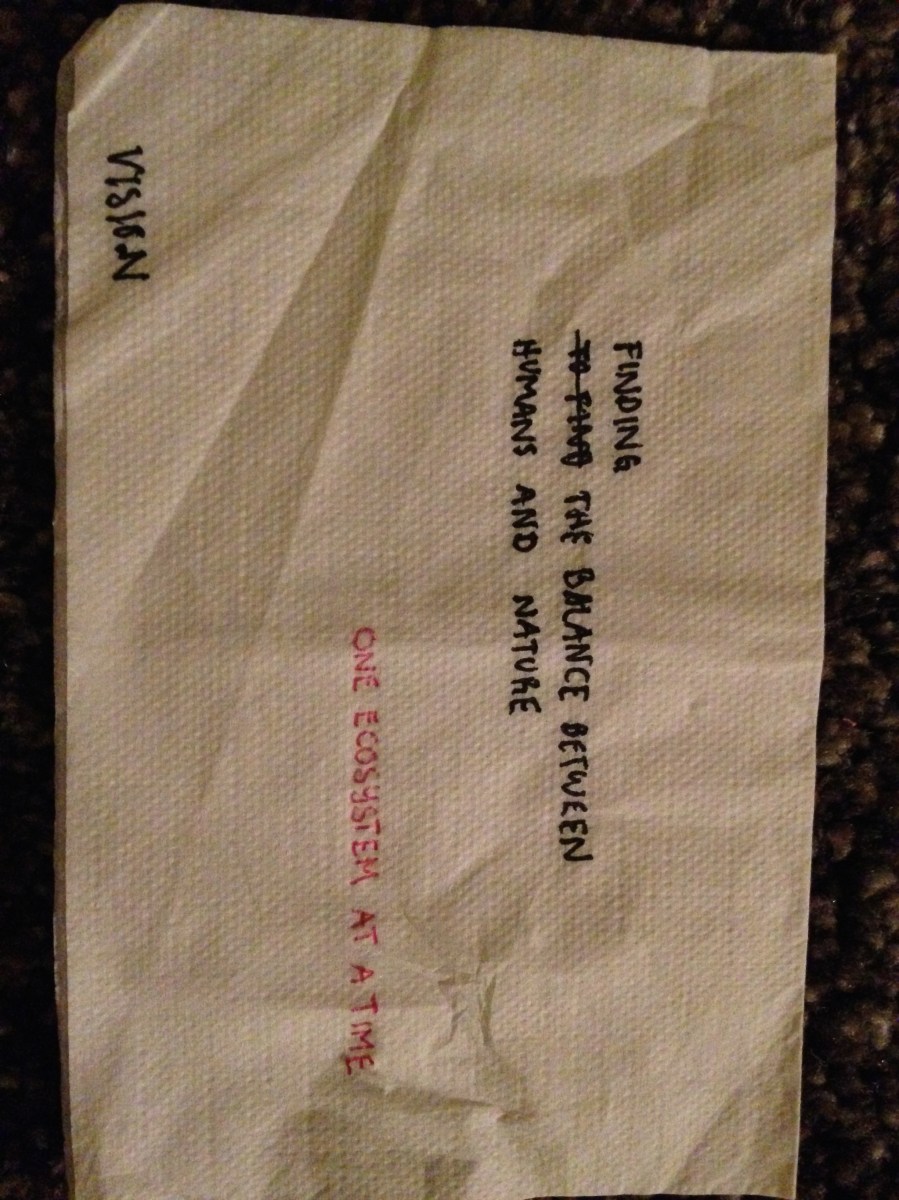 FINDING
TO FIND THE BALANCE BETWEEN
HUMANS AND NATURE
ONE ECOSYSTEM AT A TIME
VISION